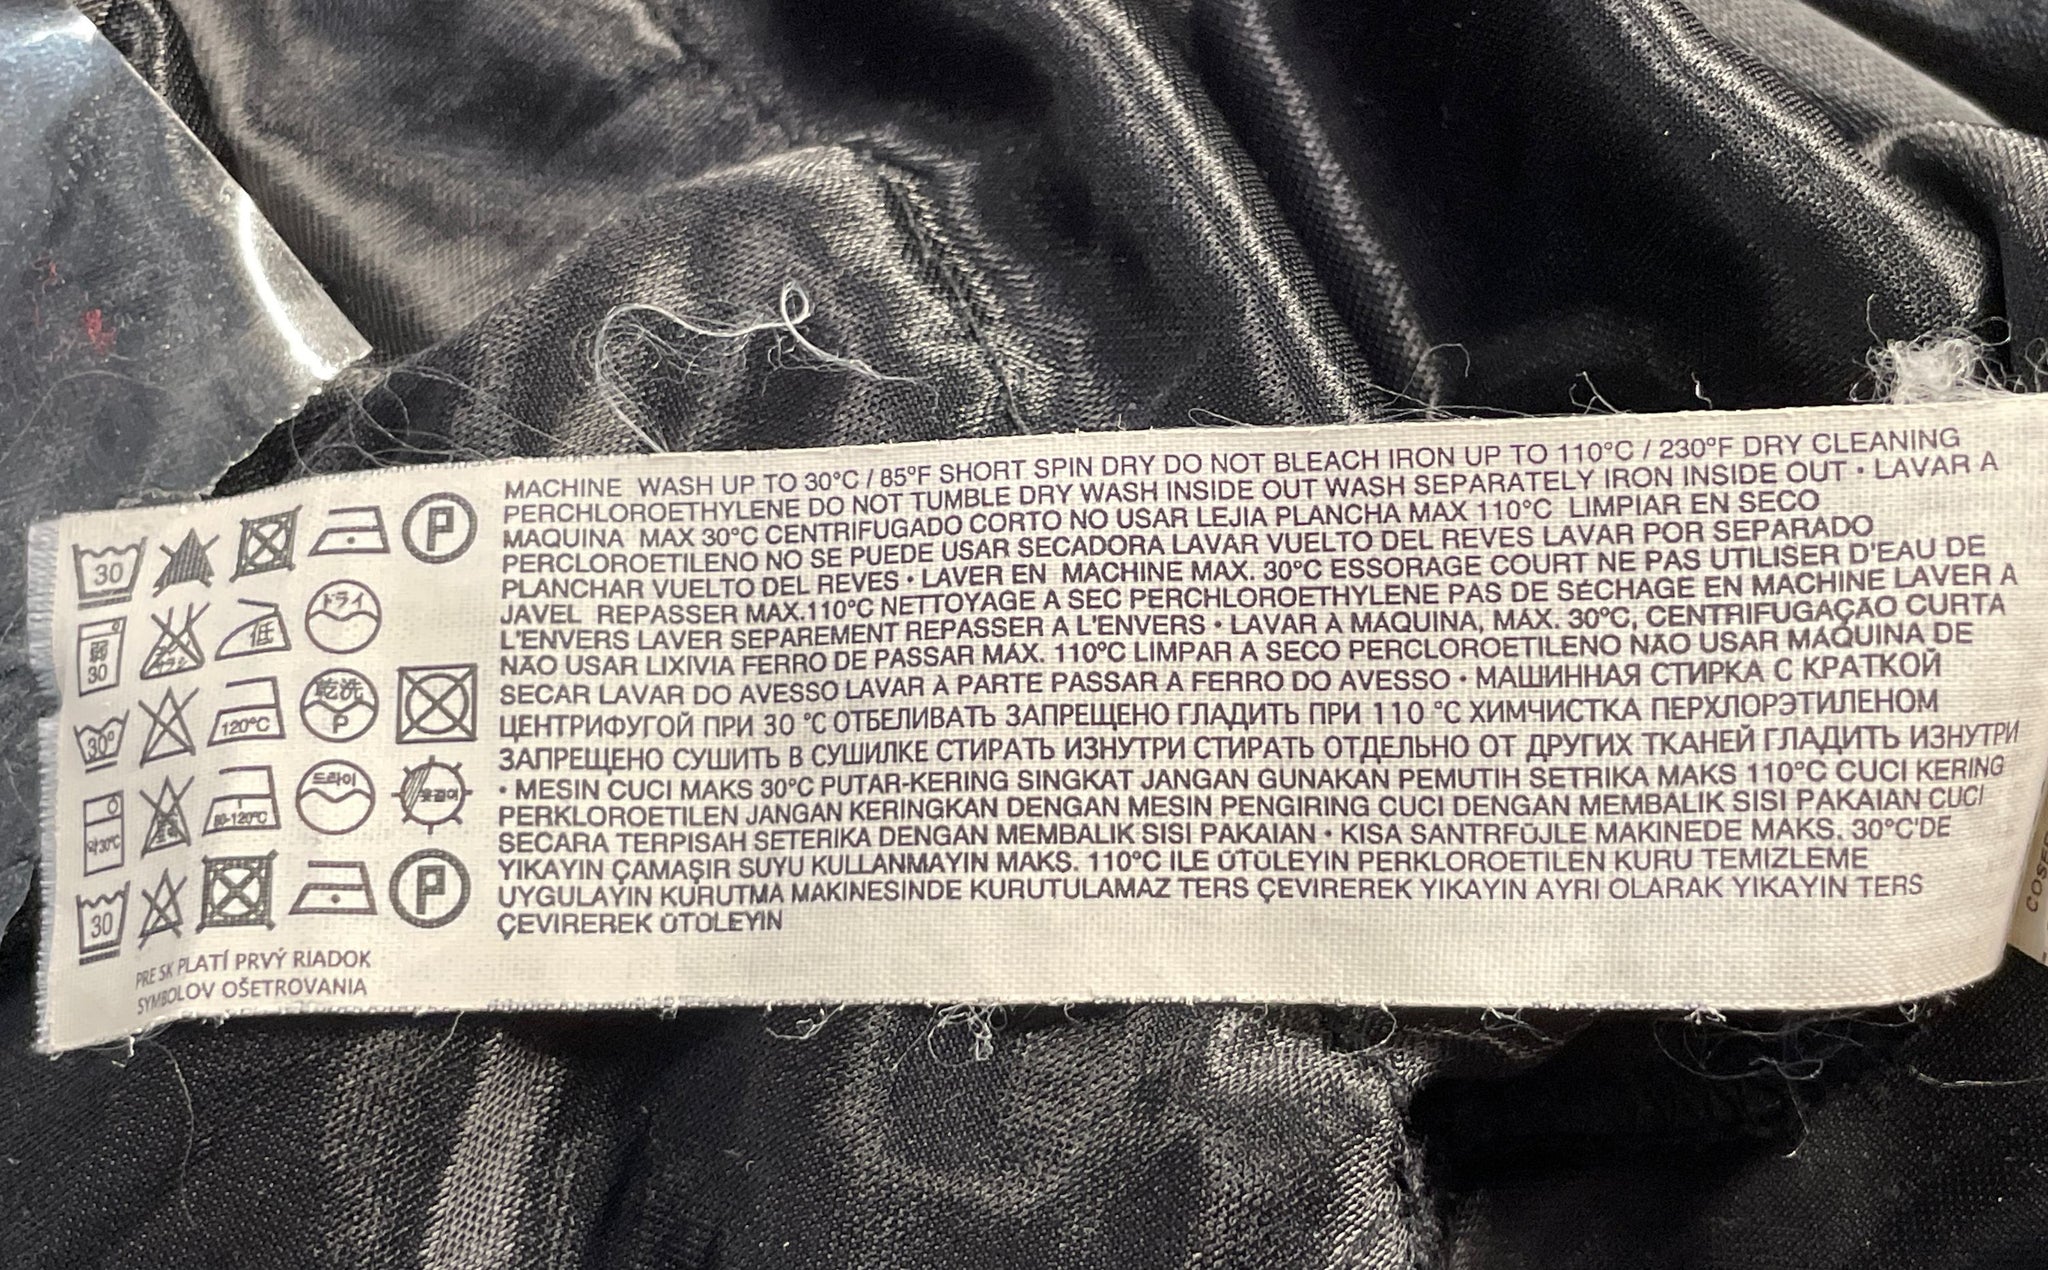 MACHINE WASH UP TO 30°C / 85°F SHORT SPIN DRY DO NOT BLEACH IRON UP TO 110°C / 230°F DRY CLEANING
PERCHLOROETHYLENE DO NOT TUMBLE DRY WASH INSIDE OUT WASH SEPARATELY IRON INSIDE OUT • LAVAR A
MAQUINA MAX 30°C CENTRIFUGADO CORTO NO USAR LEJIA PLANCHA MAX 110°C LIMPIAR EN SECO
PERCLOROETILENO NO SE PUEDE USAR SECADORA LAVAR VUELTO DEL REVES LAVAR POR SEPARADO
PLANCHAR VUELTO DEL REVES • LAVER EN MACHINE MAX. 30°C ESSORAGE COURT NE PAS UTILISER D'EAU DE
JAVEL REPASSER MAX.110°C NETTOYAGE A SEC PERCHLOROETHYLENE PAS DE SÉCHAGE EN MACHINE LAVER A
L'ENVERS LAVER SEPAREMENT REPASSER A L'ENVERS • LAVAR A MAQUINA, MAX. 30ºC, CENTRIFUGAÇÃO CURTA
NÃO USAR LIXIVIA FERRO DE PASSAR MÁX. 110ºC LIMPAR A SECO PERCLOROETILENO NÃO USAR MÁQUINA DE
SECAR LAVAR DO AVESSO LAVAR À PARTE PASSAR A FERRO DO AVESSO • МАШИННАЯ СТИРКА С КРАТКОЙ
ЦЕНТРИФУГОЙ ПРИ 30 °C ОТБЕЛИВАТЬ ЗАПРЕЩЕНО ГЛАДИТЬ ПРИ 110 °C ХИМЧИСТКА ПЕРХЛОРЭТИЛЕНОМ
ЗАПРЕЩЕНО СУШИТЬ В СУШИЛКЕ СТИРАТЬ ИЗНУТРИ СТИРАТЬ ОТДЕЛЬНО ОТ ДРУГИХ ТКАНЕЙ ГЛАДИТЬ ИЗНУТРИ
• MESIN CUCI MAKS 30°C PUTAR-KERING SINGKAT JANGAN GUNAKAN PEMUTIH SETRIKA MAKS 110°C CUCI KERING
PERKLOROETILEN JANGAN KERINGKAN DENGAN MESIN PENGIRING CUCI DENGAN MEMBALIK SISI PAKAIAN CUCI
SECARA TERPISAH SETERIKA DENGAN MEMBALIK SISI PAKAIAN • KISA SANTRFÜJLE MAKINEDE MAKS. 30°C'DE
YIKAYIN ÇAMAŞIR SUYU KULLANMAYIN MAKS. 110°C ILE ÜTÜLEYIN PERKLOROETILEN KURU TEMIZLEME
UYGULAYIN KURUTMA MAKINESINDE KURUTULAMAZ TERS ÇEVIREREK YIKAYIN AYRI OLARAK YIKAYIN TERS
ÇEVIREREK ÜTÜLEYIN
30 P
弱 30 低 ドライ
30° 120°C 乾洗 P
약30°C 80-120°C 드라이 옷걸이
30 P
PRE SK PLATÍ PRVÝ RIADOK
SYMBOLOV OŠETROVANIA